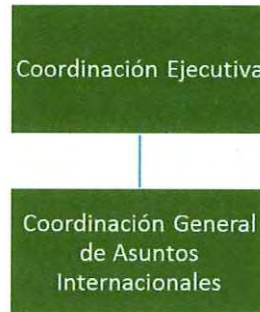 Coordinación Ejecutiva
Coordinación General
de Asuntos
Internacionales